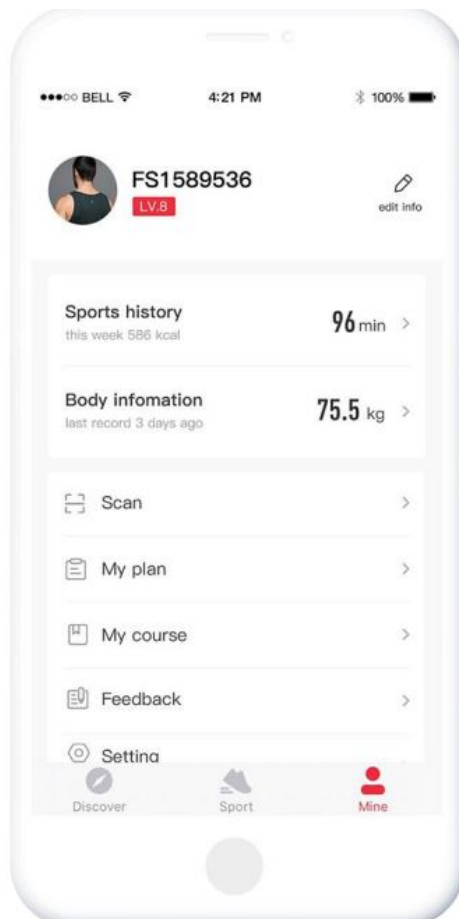 BELL 4:21 PM 100%
FS1589536
LV.8
edit info
Sports history
96 min
this week 586 kcal
Body infomation
75.5 kg
last record 3 days ago
Scan
My plan
My course
Feedback
Setting
Discover Sport Mine